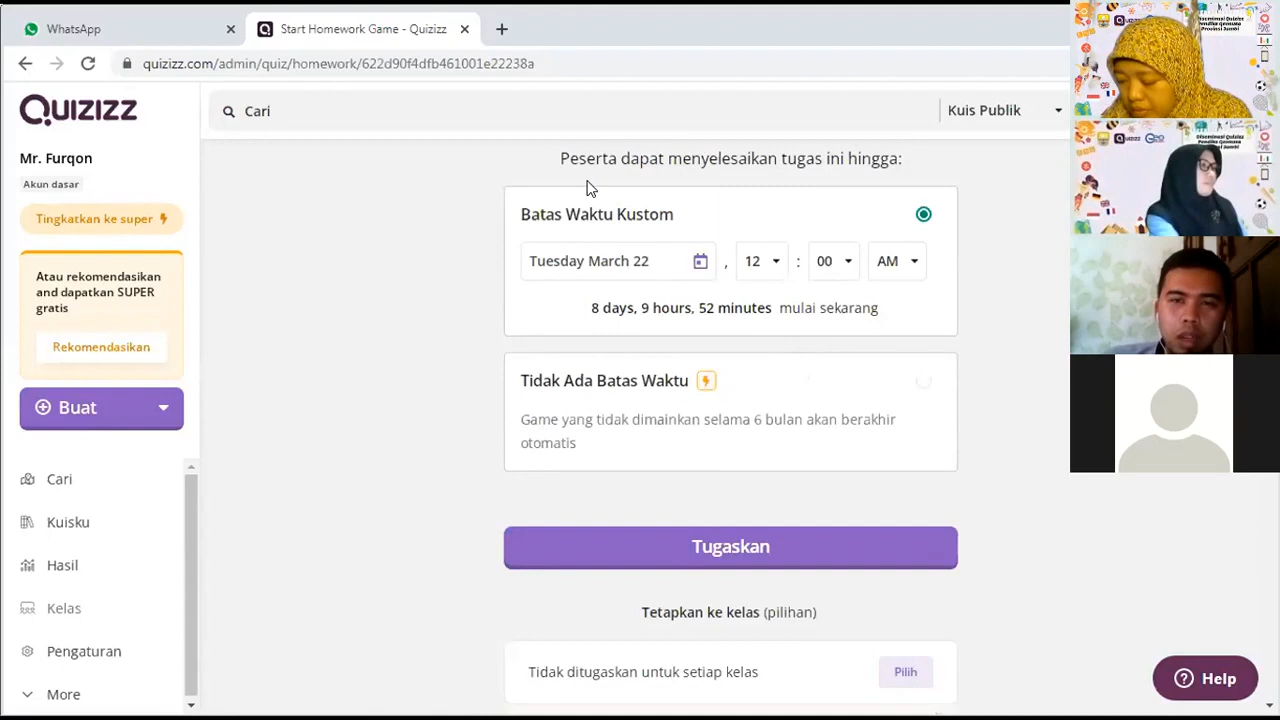 WhatsApp
Start Homework Game - Quizizz
quizizz.com/admin/quiz/homework/622d90f4dfb461001e22238a
QUIZIZZ
Cari
Kuis Publik
Mr. Furqon
Akun dasar
Tingkatkan ke super
Atau rekomendasikan
and dapatkan SUPER
gratis
Rekomendasikan
Buat
Cari
Kuisku
Hasil
Kelas
Pengaturan
More
Peserta dapat menyelesaikan tugas ini hingga:
Batas Waktu Kustom
Tuesday March 22 , 12 : 00 AM
8 days, 9 hours, 52 minutes mulai sekarang
Tidak Ada Batas Waktu
Game yang tidak dimainkan selama 6 bulan akan berakhir
otomatis
Tugaskan
Tetapkan ke kelas (pilihan)
Tidak ditugaskan untuk setiap kelas
Pilih
Help